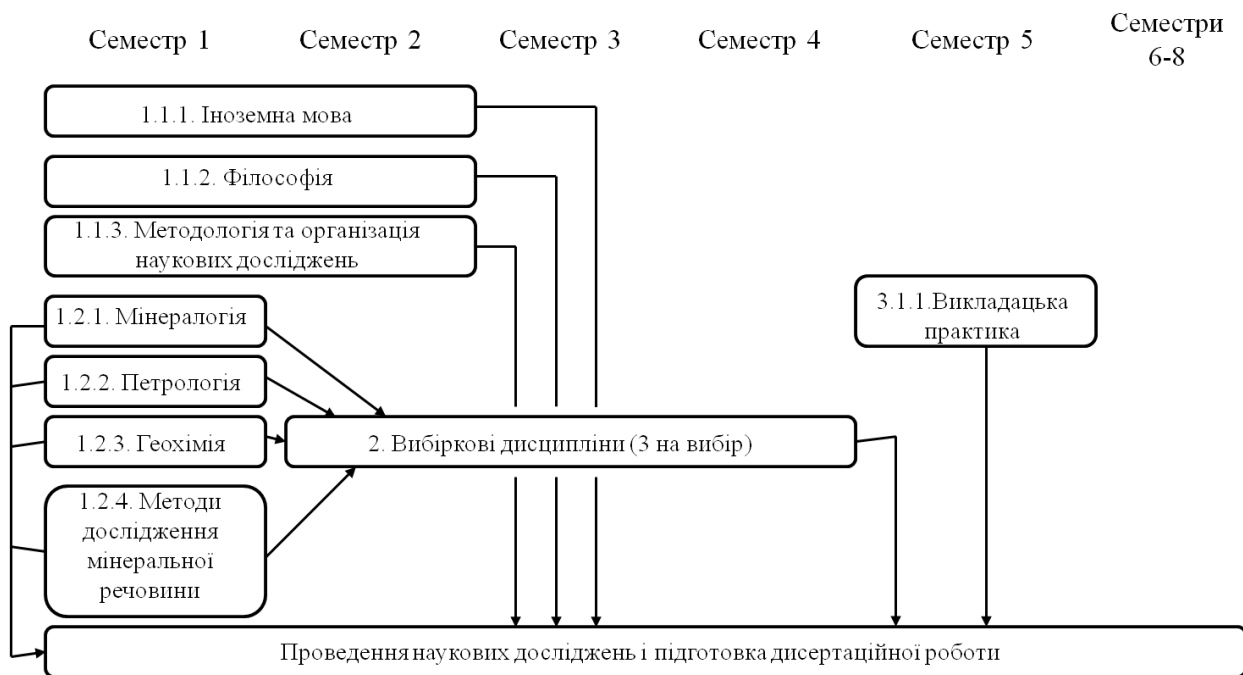 Семестр 1 Семестр 2 Семестр 3 Семестр 4 Семестр 5 Семестри
6-8
1.1.1. Іноземна мова
1.1.2. Філософія
1.1.3. Методологія та організація
наукових досліджень
1.2.1. Мінералогія
3.1.1.Викладацька
практика
1.2.2. Петрологія
1.2.3. Геохімія
2. Вибіркові дисципліни (3 на вибір)
1.2.4. Методи
дослідження
мінеральної
речовини
Проведення наукових досліджень і підготовка дисертаційної роботи